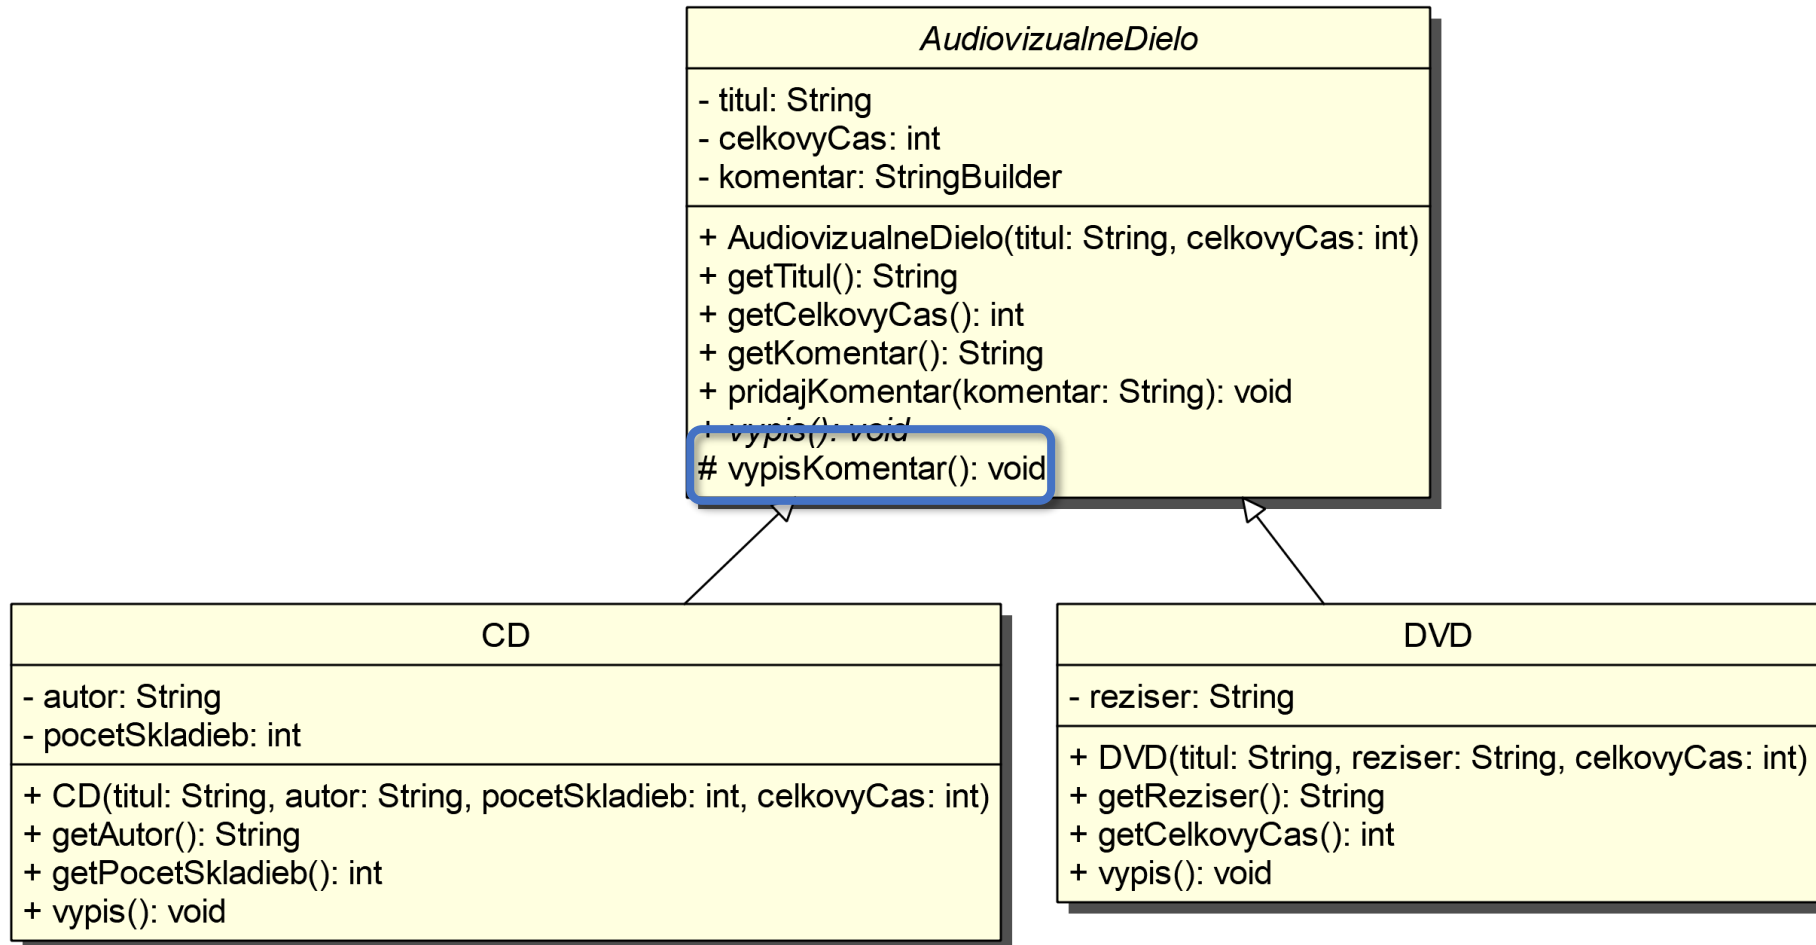 AudiovizualneDielo
- titul: String
- celkovyCas: int
- komentar: StringBuilder
+ AudiovizualneDielo(titul: String, celkovyCas: int)
+ getTitul(): String
+ getCelkovyCas(): int
+ getKomentar(): String
+ pridajKomentar(komentar: String): void
+ vypis(): void
# vypisKomentar(): void
CD
- autor: String
- pocetSkladieb: int
+ CD(titul: String, autor: String, pocetSkladieb: int, celkovyCas: int)
+ getAutor(): String
+ getPocetSkladieb(): int
+ vypis(): void
DVD
- reziser: String
+ DVD(titul: String, reziser: String, celkovyCas: int)
+ getReziser(): String
+ getCelkovyCas(): int
+ vypis(): void